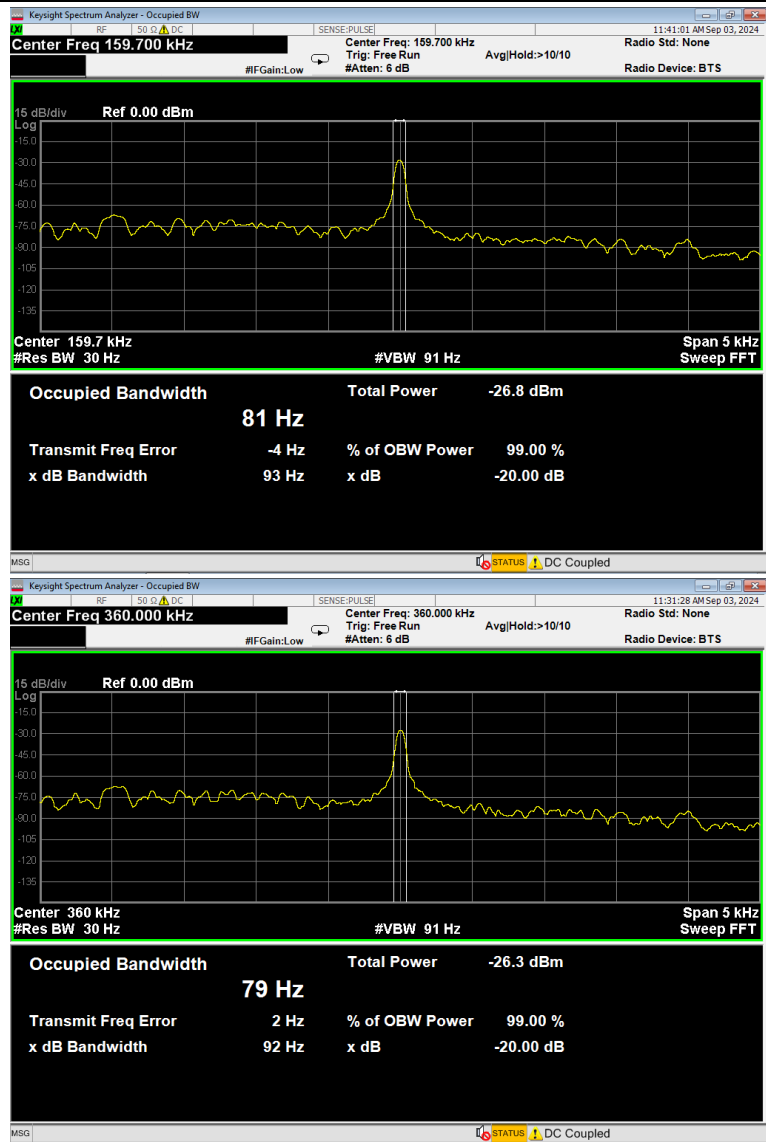 Keysight Spectrum Analyzer - Occupied BW
LXI RF 50 Ω DC SENSE:PULSE 11:41:01 AM Sep 03, 2024
Center Freq 159.700 kHz Center Freq: 159.700 kHz Radio Std: None
Trig: Free Run Avg|Hold:>10/10
#IFGain:Low #Atten: 6 dB Radio Device: BTS
15 dB/div Ref 0.00 dBm
Log
-15.0
-30.0
-45.0
-60.0
-75.0
-90.0
-105
-120
-135
Center 159.7 kHz Span 5 kHz
#Res BW 30 Hz #VBW 91 Hz Sweep FFT
Occupied Bandwidth Total Power -26.8 dBm
81 Hz
Transmit Freq Error -4 Hz % of OBW Power 99.00 %
x dB Bandwidth 93 Hz x dB -20.00 dB
MSG STATUS DC Coupled
Keysight Spectrum Analyzer - Occupied BW
LXI RF 50 Ω DC SENSE:PULSE 11:31:28 AM Sep 03, 2024
Center Freq 360.000 kHz Center Freq: 360.000 kHz Radio Std: None
Trig: Free Run Avg|Hold:>10/10
#IFGain:Low #Atten: 6 dB Radio Device: BTS
15 dB/div Ref 0.00 dBm
Log
-15.0
-30.0
-45.0
-60.0
-75.0
-90.0
-105
-120
-135
Center 360 kHz Span 5 kHz
#Res BW 30 Hz #VBW 91 Hz Sweep FFT
Occupied Bandwidth Total Power -26.3 dBm
79 Hz
Transmit Freq Error 2 Hz % of OBW Power 99.00 %
x dB Bandwidth 92 Hz x dB -20.00 dB
MSG STATUS DC Coupled